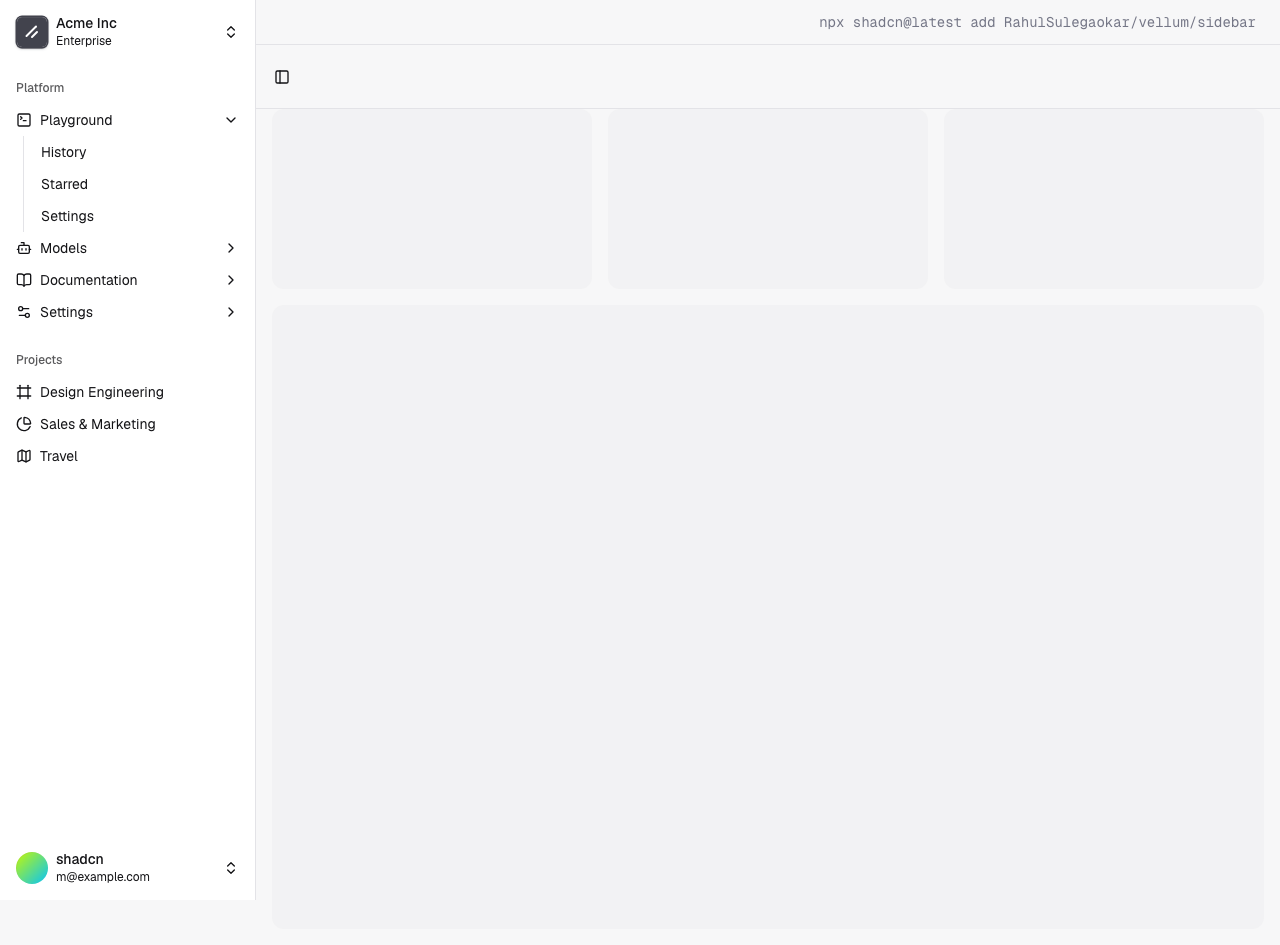 Acme Inc
Enterprise
Platform
Playground
History
Starred
Settings
Models
Documentation
Settings
Projects
Design Engineering
Sales & Marketing
Travel
shadcn
m@example.com
npx shadcn@latest add RahulSulegaokar/vellum/sidebar